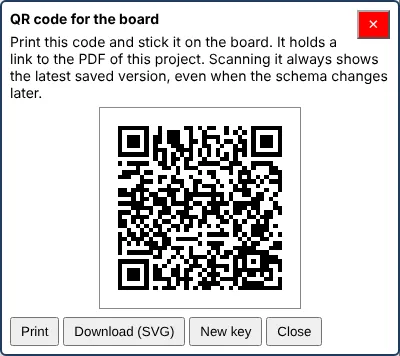 QR code for the board
×
Print this code and stick it on the board. It holds a
link to the PDF of this project. Scanning it always shows
the latest saved version, even when the schema changes
later.
Print
Download (SVG)
New key
Close